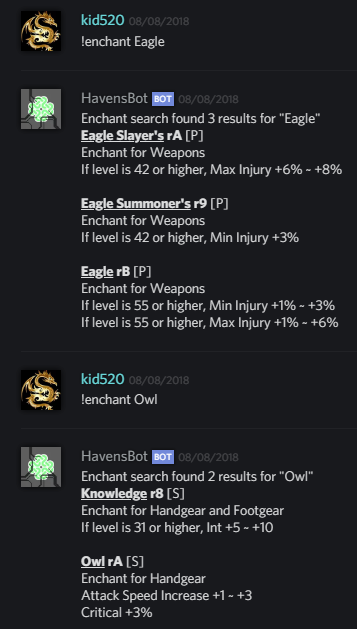 kid520 08/08/2018
!enchant Eagle
HavensBot BOT 08/08/2018
Enchant search found 3 results for "Eagle"
Eagle Slayer's rA [P]
Enchant for Weapons
If level is 42 or higher, Max Injury +6% ~ +8%
Eagle Summoner's r9 [P]
Enchant for Weapons
If level is 42 or higher, Min Injury +3%
Eagle rB [P]
Enchant for Weapons
If level is 55 or higher, Min Injury +1% ~ +3%
If level is 55 or higher, Max Injury +1% ~ +6%
kid520 08/08/2018
!enchant Owl
HavensBot BOT 08/08/2018
Enchant search found 2 results for "Owl"
Knowledge r8 [S]
Enchant for Handgear and Footgear
If level is 31 or higher, Int +5 ~ +10
Owl rA [S]
Enchant for Handgear
Attack Speed Increase +1 ~ +3
Critical +3%